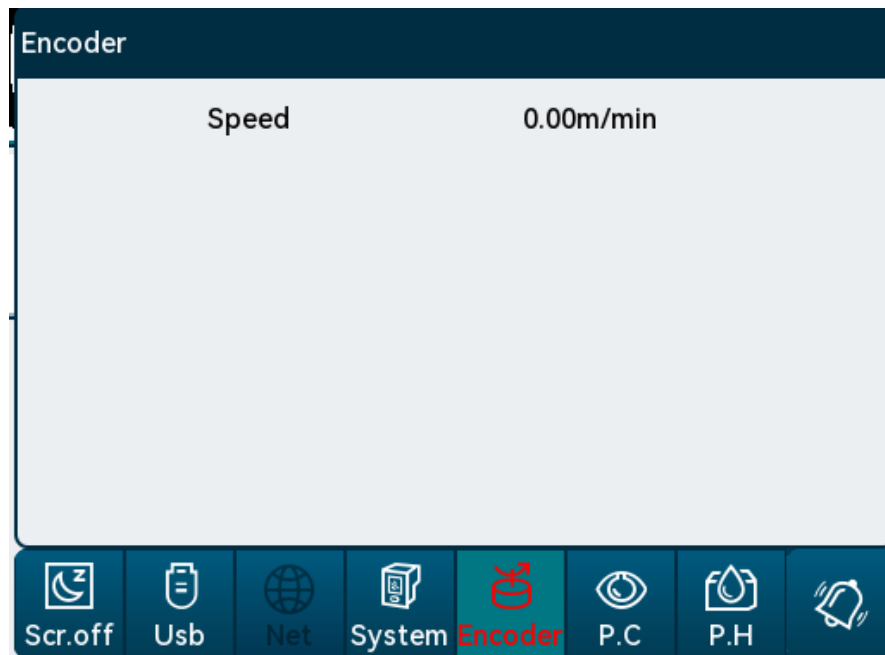 Encoder
Speed 0.00m/min
Scr.off Usb Net System Encoder P.C P.H